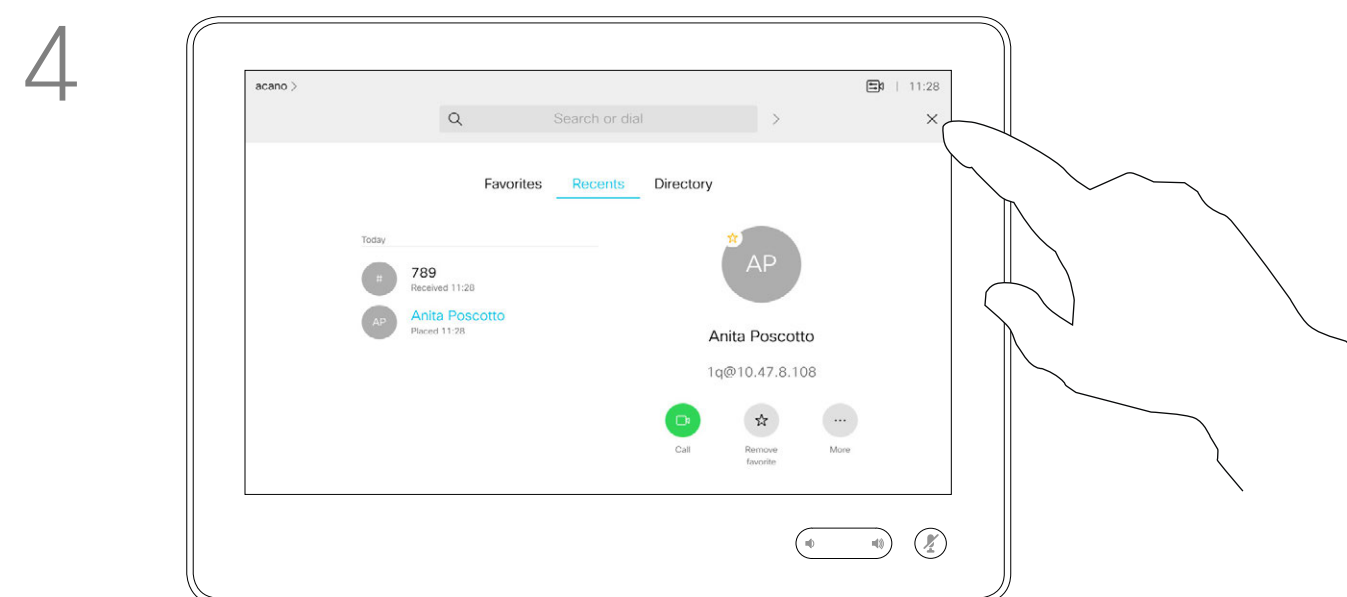 4
acano >
11:28
Search or dial
Favorites Recents Directory
Today
#
789
Received 11:28
AP
Anita Poscotto
Placed 11:28
AP
Anita Poscotto
1q@10.47.8.108
Call
Remove
favorite
More